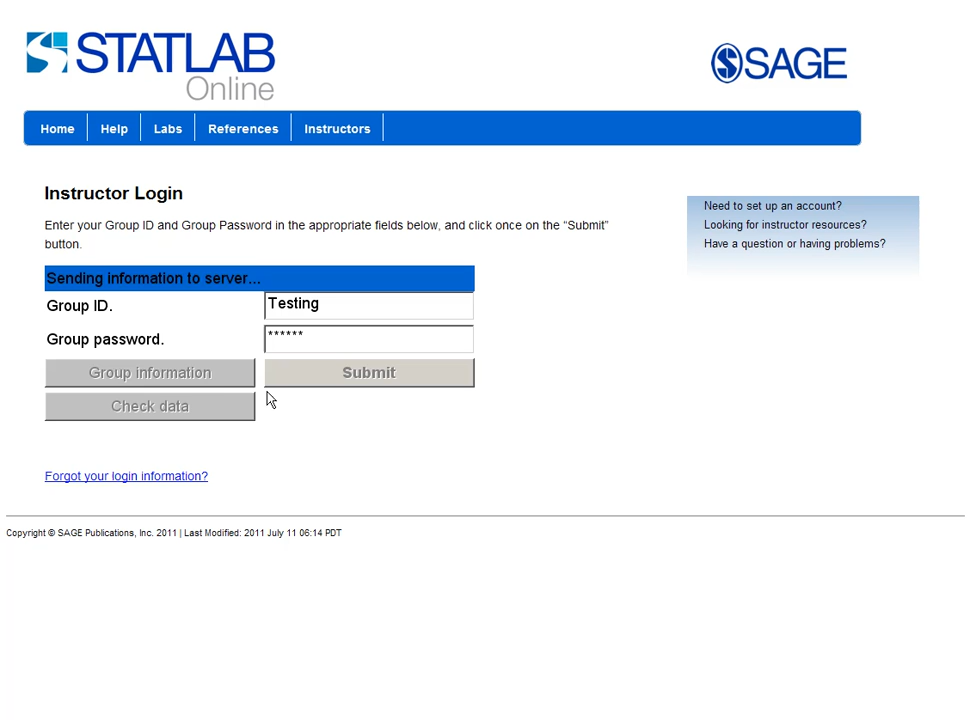 STATLAB
Online
SAGE
Home Help Labs References Instructors
Instructor Login
Enter your Group ID and Group Password in the appropriate fields below, and click once on the “Submit”
button.
Need to set up an account?
Looking for instructor resources?
Have a question or having problems?
Sending information to server...
Group ID. Testing
Group password. ******
Group information Submit
Check data
Forgot your login information?
Copyright © SAGE Publications, Inc. 2011 | Last Modified: 2011 July 11 06:14 PDT